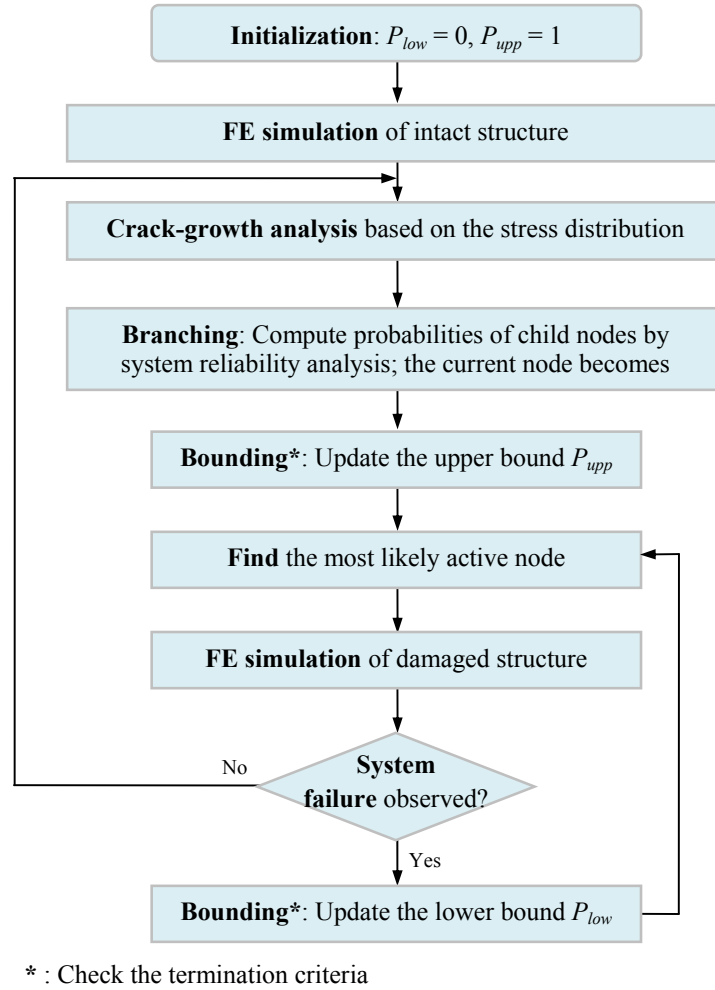 Initialization: P_low = 0, P_upp = 1
FE simulation of intact structure
Crack-growth analysis based on the stress distribution
Branching: Compute probabilities of child nodes by
system reliability analysis; the current node becomes
Bounding*: Update the upper bound P_upp
Find the most likely active node
FE simulation of damaged structure
No
System
failure observed?
Yes
Bounding*: Update the lower bound P_low
* : Check the termination criteria